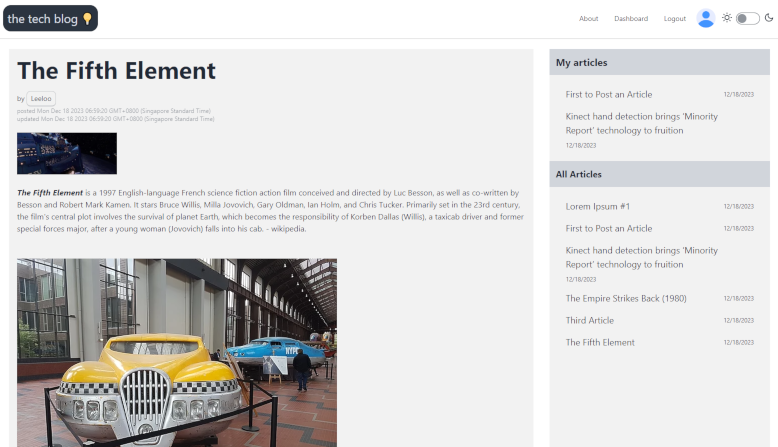 the tech blog
About Dashboard Logout
The Fifth Element
by Leeloo
posted Mon Dec 18 2023 06:59:20 GMT+0800 (Singapore Standard Time)
updated Mon Dec 18 2023 06:59:20 GMT+0800 (Singapore Standard Time)
The Fifth Element is a 1997 English-language French science fiction action film conceived and directed by Luc Besson, as well as co-written by
Besson and Robert Mark Kamen. It stars Bruce Willis, Milla Jovovich, Gary Oldman, Ian Holm, and Chris Tucker. Primarily set in the 23rd century,
the film's central plot involves the survival of planet Earth, which becomes the responsibility of Korben Dallas (Willis), a taxicab driver and former
special forces major, after a young woman (Jovovich) falls into his cab. - wikipedia.
NYPD
My articles
First to Post an Article 12/18/2023
Kinect hand detection brings 'Minority
Report' technology to fruition
12/18/2023
All Articles
Lorem Ipsum #1 12/18/2023
First to Post an Article 12/18/2023
Kinect hand detection brings 'Minority
Report' technology to fruition
12/18/2023
The Empire Strikes Back (1980) 12/18/2023
Third Article 12/18/2023
The Fifth Element 12/18/2023